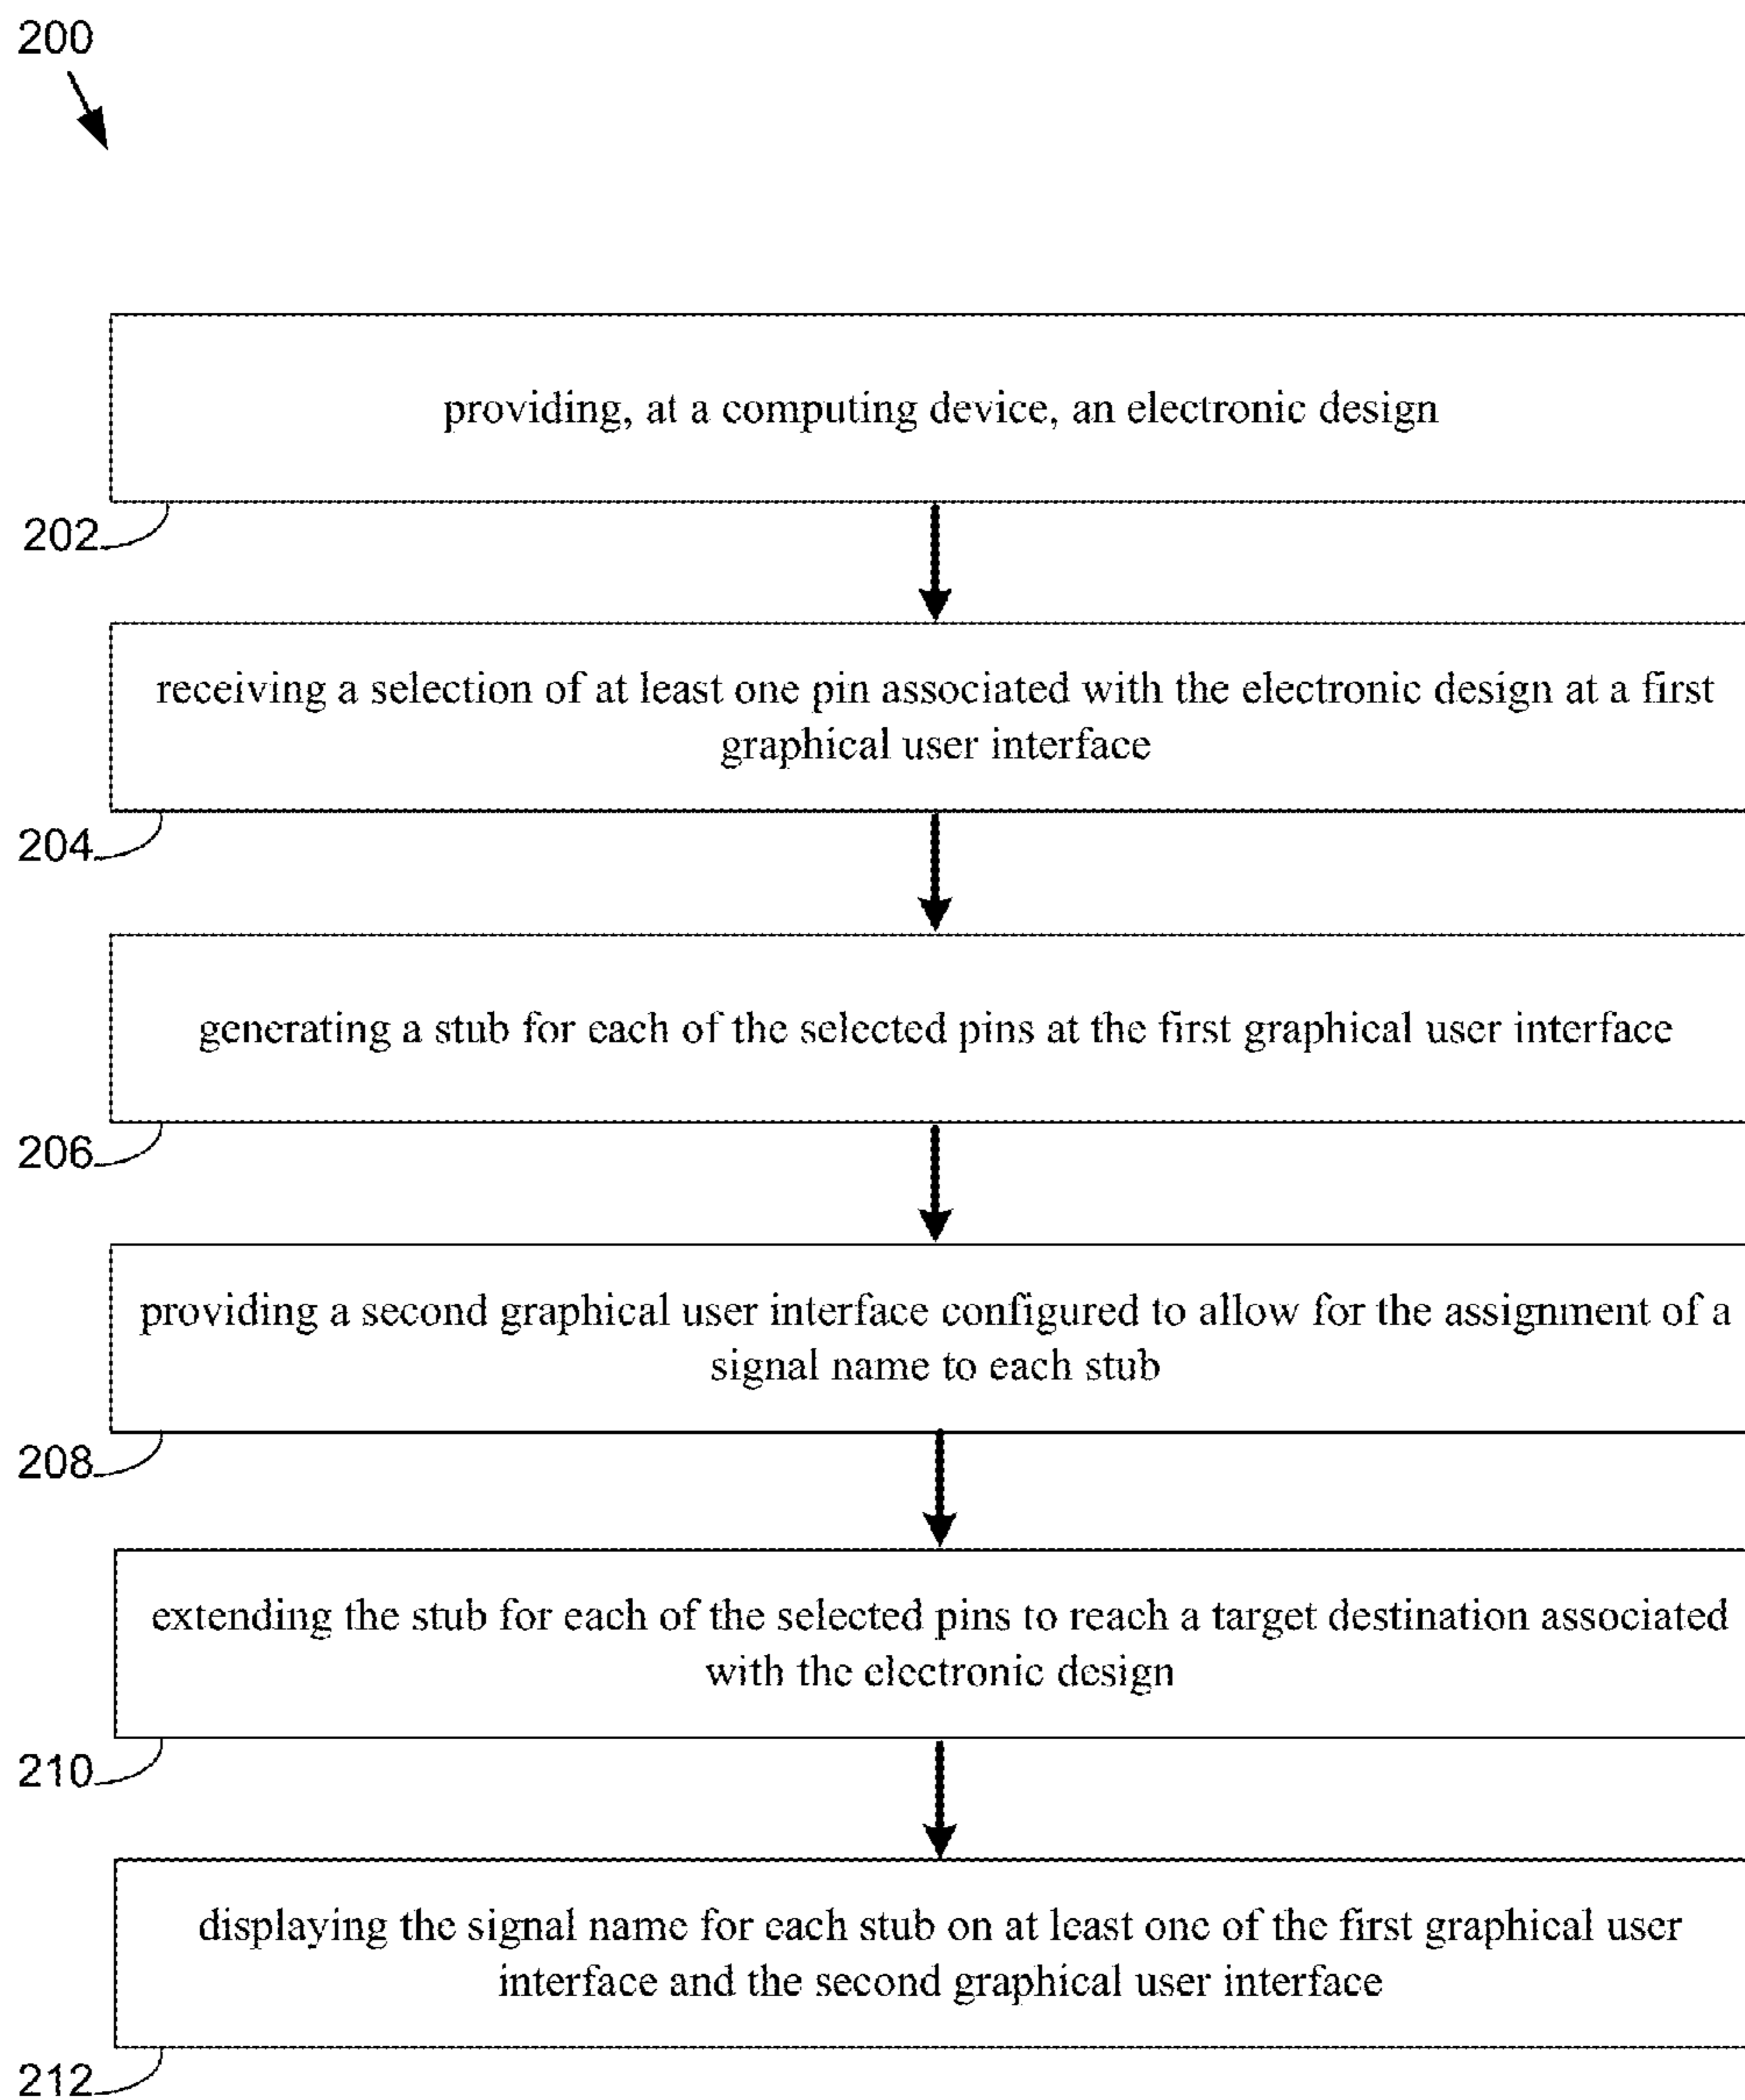 200
providing, at a computing device, an electronic design
202
receiving a selection of at least one pin associated with the electronic design at a first
graphical user interface
204
generating a stub for each of the selected pins at the first graphical user interface
206
providing a second graphical user interface configured to allow for the assignment of a
signal name to each stub
208
extending the stub for each of the selected pins to reach a target destination associated
with the electronic design
210
displaying the signal name for each stub on at least one of the first graphical user
interface and the second graphical user interface
212